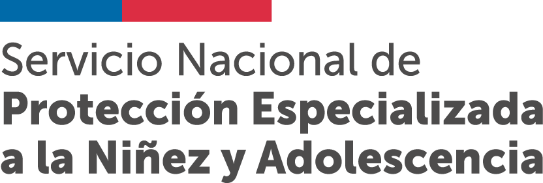 Servicio Nacional de
Protección Especializada
a la Niñez y Adolescencia